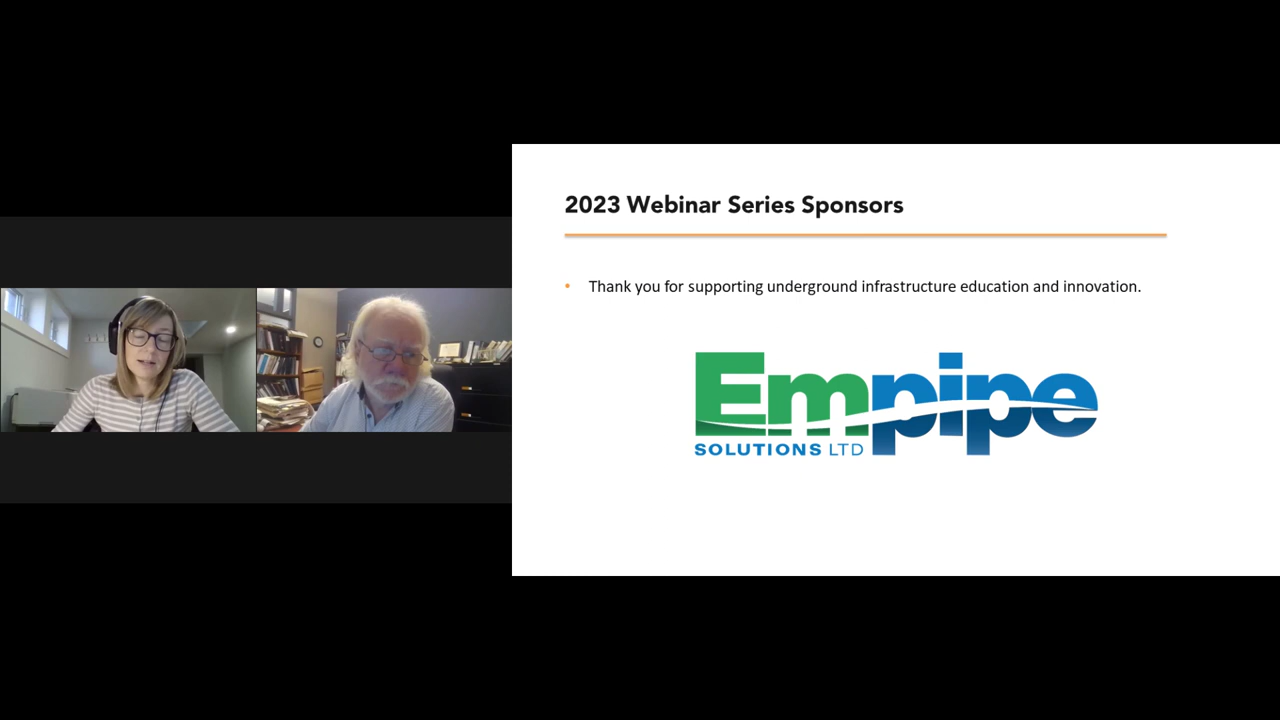 2023 Webinar Series Sponsors
• Thank you for supporting underground infrastructure education and innovation.
Empipe
SOLUTIONS LTD